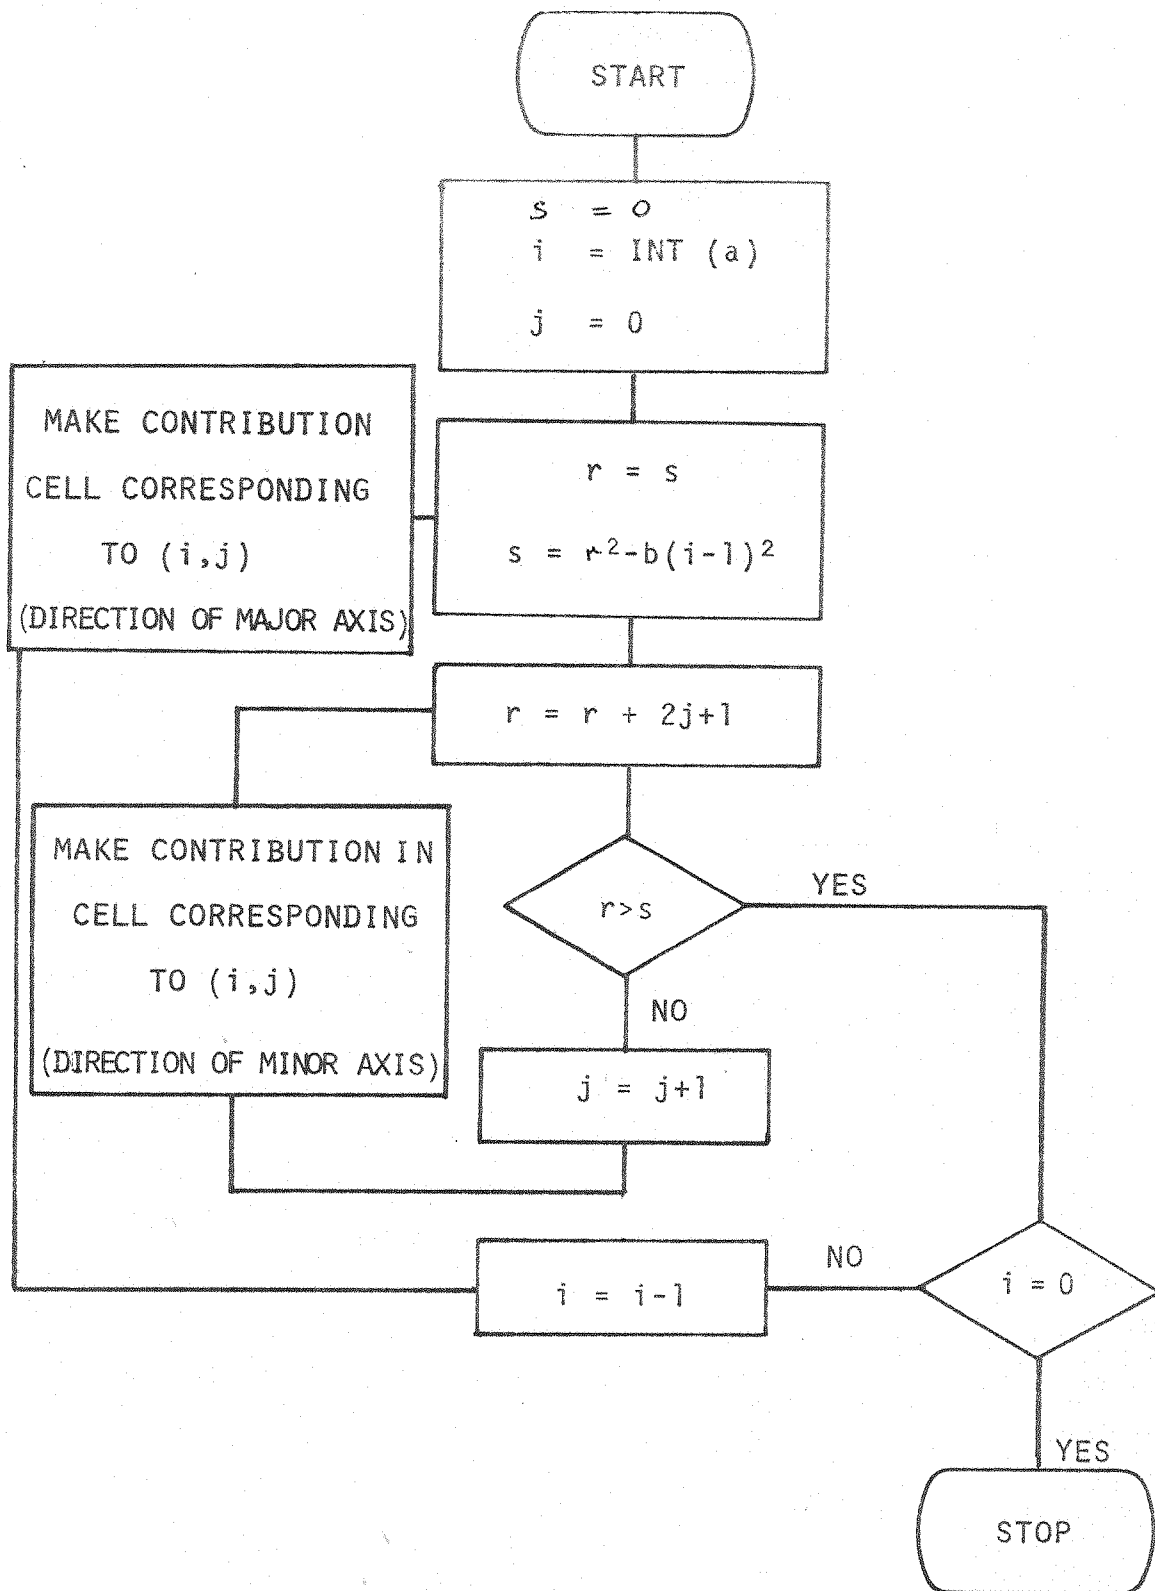 START
s = 0
i = INT (a)
j = 0
MAKE CONTRIBUTION
CELL CORRESPONDING
TO (i,j)
(DIRECTION OF MAJOR AXIS)
r = s
s = r²-b(i-1)²
r = r + 2j+1
MAKE CONTRIBUTION IN
CELL CORRESPONDING
TO (i,j)
(DIRECTION OF MINOR AXIS)
r>s
YES
NO
j = j+1
i = i-1
NO
i = 0
YES
STOP